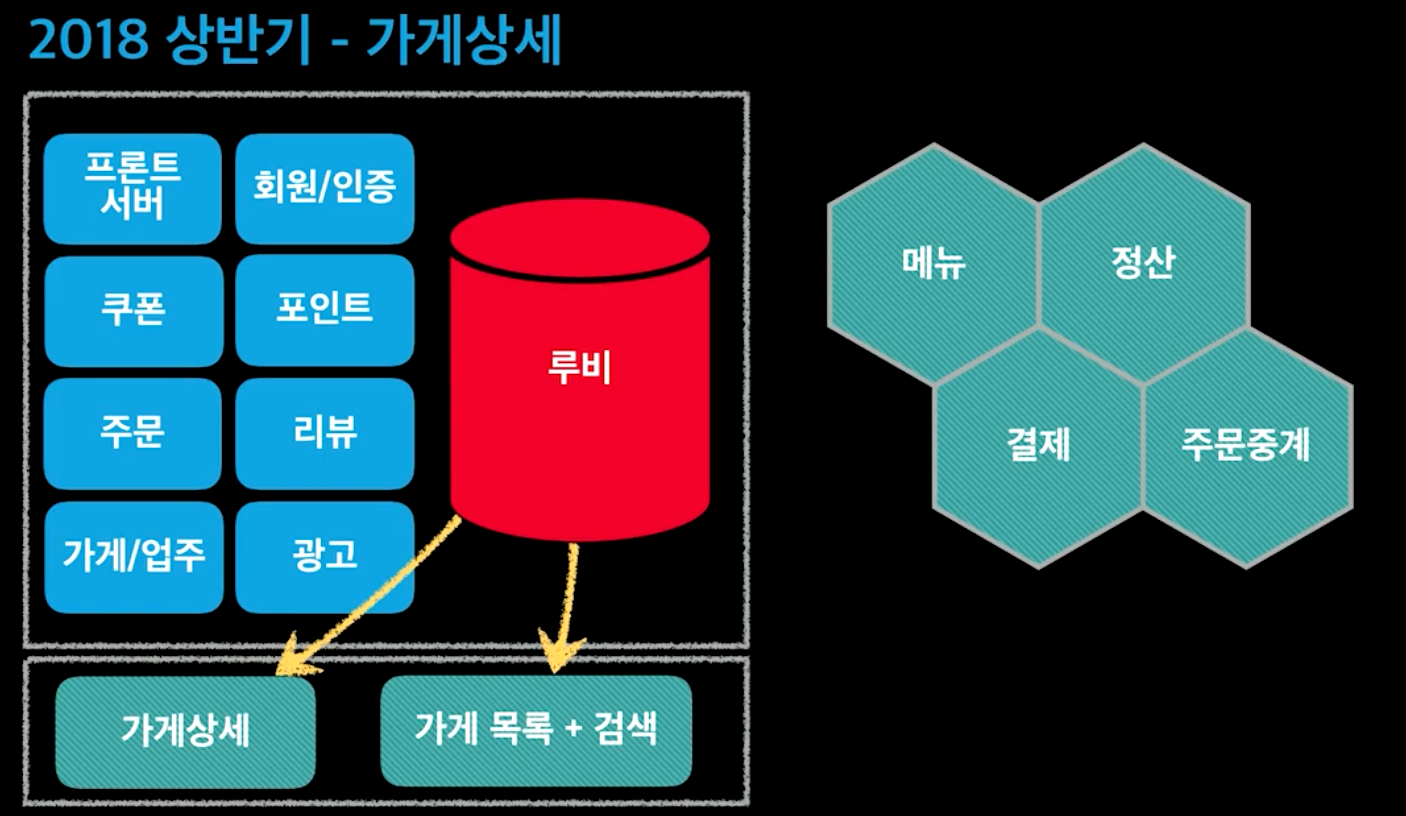 2018 상반기 - 가게상세
프론트
서버
회원/인증
쿠폰
포인트
주문
리뷰
가게/업주
광고
루비
가게상세
가게 목록 + 검색
메뉴
정산
결제
주문중계